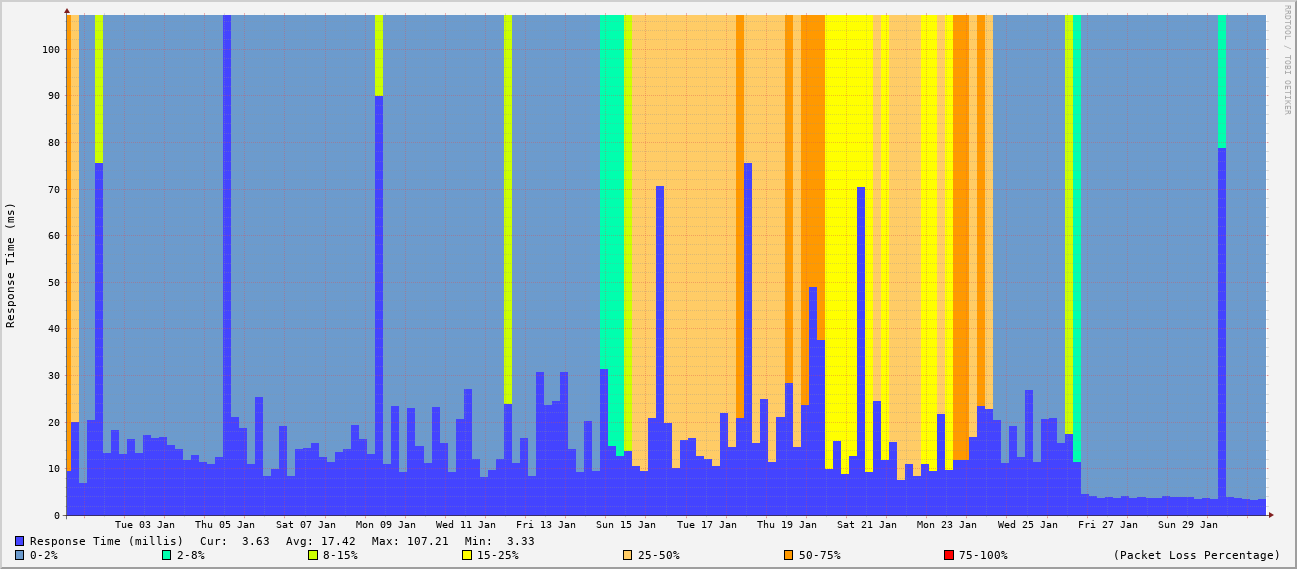 RRDTOOL / TOBI OETIKER
Response Time (ms)
100
90
80
70
60
50
40
30
20
10
0
Tue 03 Jan Thu 05 Jan Sat 07 Jan Mon 09 Jan Wed 11 Jan Fri 13 Jan Sun 15 Jan Tue 17 Jan Thu 19 Jan Sat 21 Jan Mon 23 Jan Wed 25 Jan Fri 27 Jan Sun 29 Jan
Response Time (millis) Cur: 3.63 Avg: 17.42 Max: 107.21 Min: 3.33
0-2% 2-8% 8-15% 15-25% 25-50% 50-75% 75-100% (Packet Loss Percentage)